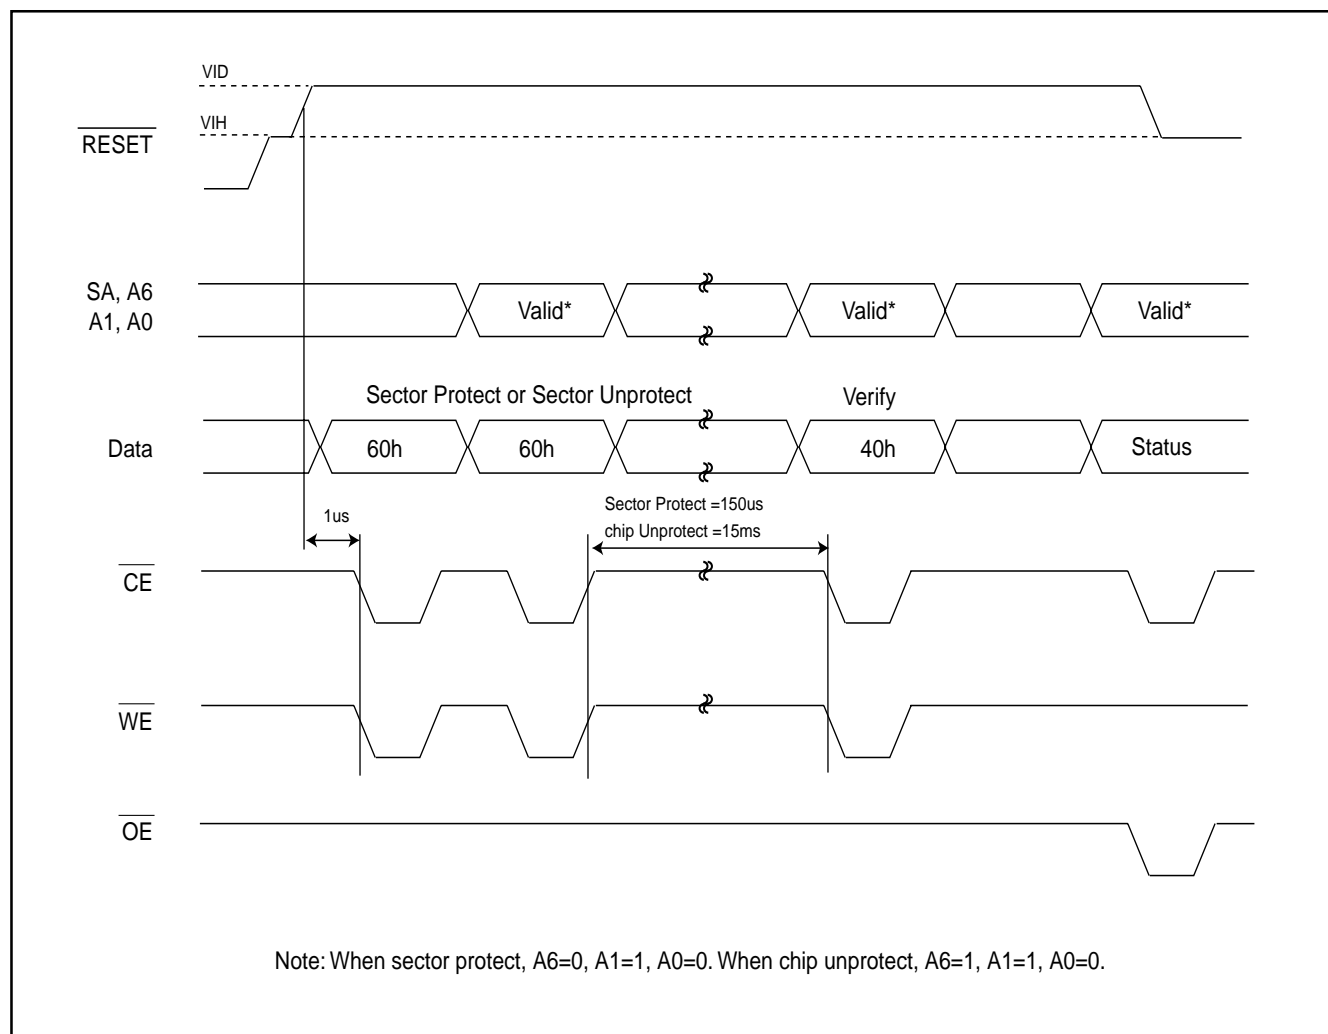 VID
VIH
RESET
SA, A6
A1, A0
Valid*
Valid*
Valid*
Sector Protect or Sector Unprotect
Verify
Data
60h
60h
40h
Status
Sector Protect =150us
1us
chip Unprotect =15ms
CE
WE
OE
Note: When sector protect, A6=0, A1=1, A0=0. When chip unprotect, A6=1, A1=1, A0=0.